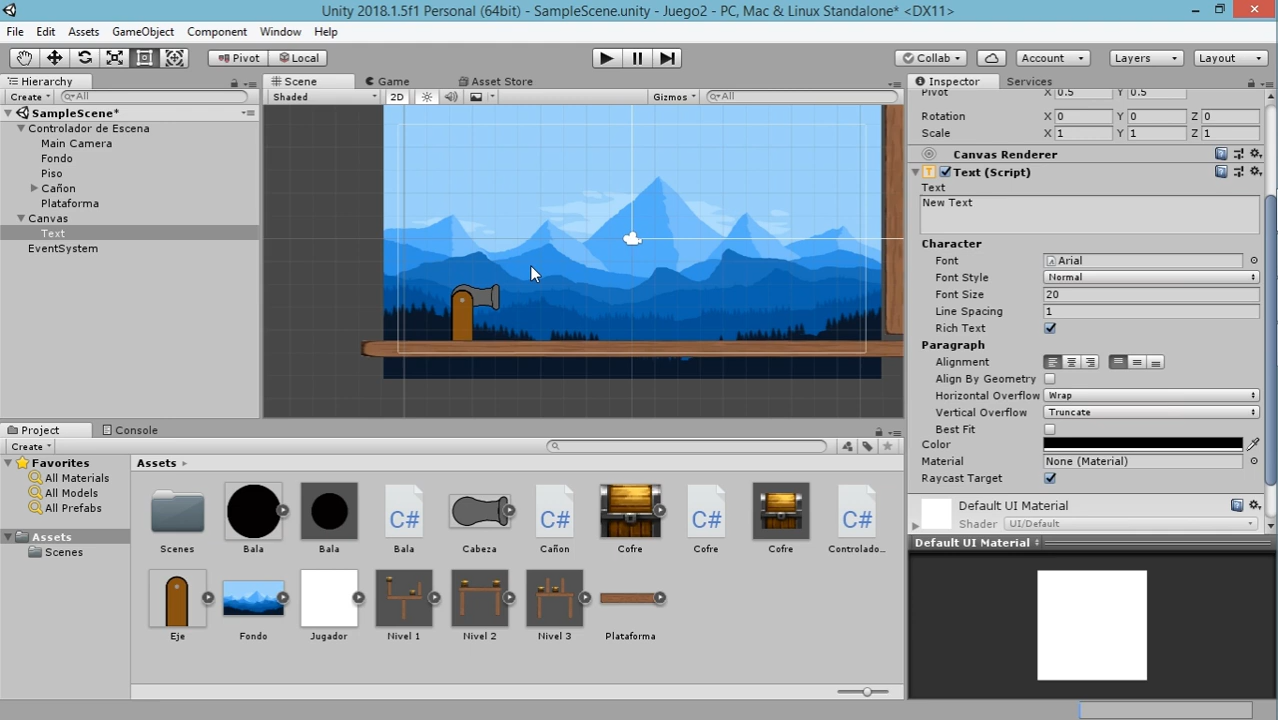 Unity 2018.1.5f1 Personal (64bit) - SampleScene.unity - Juego2 - PC, Mac & Linux Standalone* <DX11>
File Edit Assets GameObject Component Window Help
Pivot Local Collab Account Layers Layout
Hierarchy
Create All
SampleScene*
Controlador de Escena
Main Camera
Fondo
Piso
Cañon
Plataforma
Canvas
Text
EventSystem
Scene Game Asset Store
Shaded 2D Gizmos All
Inspector Services
Pivot X 0.5 Y 0.5
Rotation X 0 Y 0 Z 0
Scale X 1 Y 1 Z 1
Canvas Renderer
Text (Script)
Text
New Text
Character
Font Arial
Font Style Normal
Font Size 20
Line Spacing 1
Rich Text
Paragraph
Alignment
Align By Geometry
Horizontal Overflow Wrap
Vertical Overflow Truncate
Best Fit
Color
Material None (Material)
Raycast Target
Default UI Material
Shader UI/Default
Default UI Material
Project Console
Create
Favorites
All Materials
All Models
All Prefabs
Assets
Scenes
Assets
C# C# C# C#
Scenes Bala Bala Bala Cabeza Cañon Cofre Cofre Cofre Controlado...
Eje Fondo Jugador Nivel 1 Nivel 2 Nivel 3 Plataforma